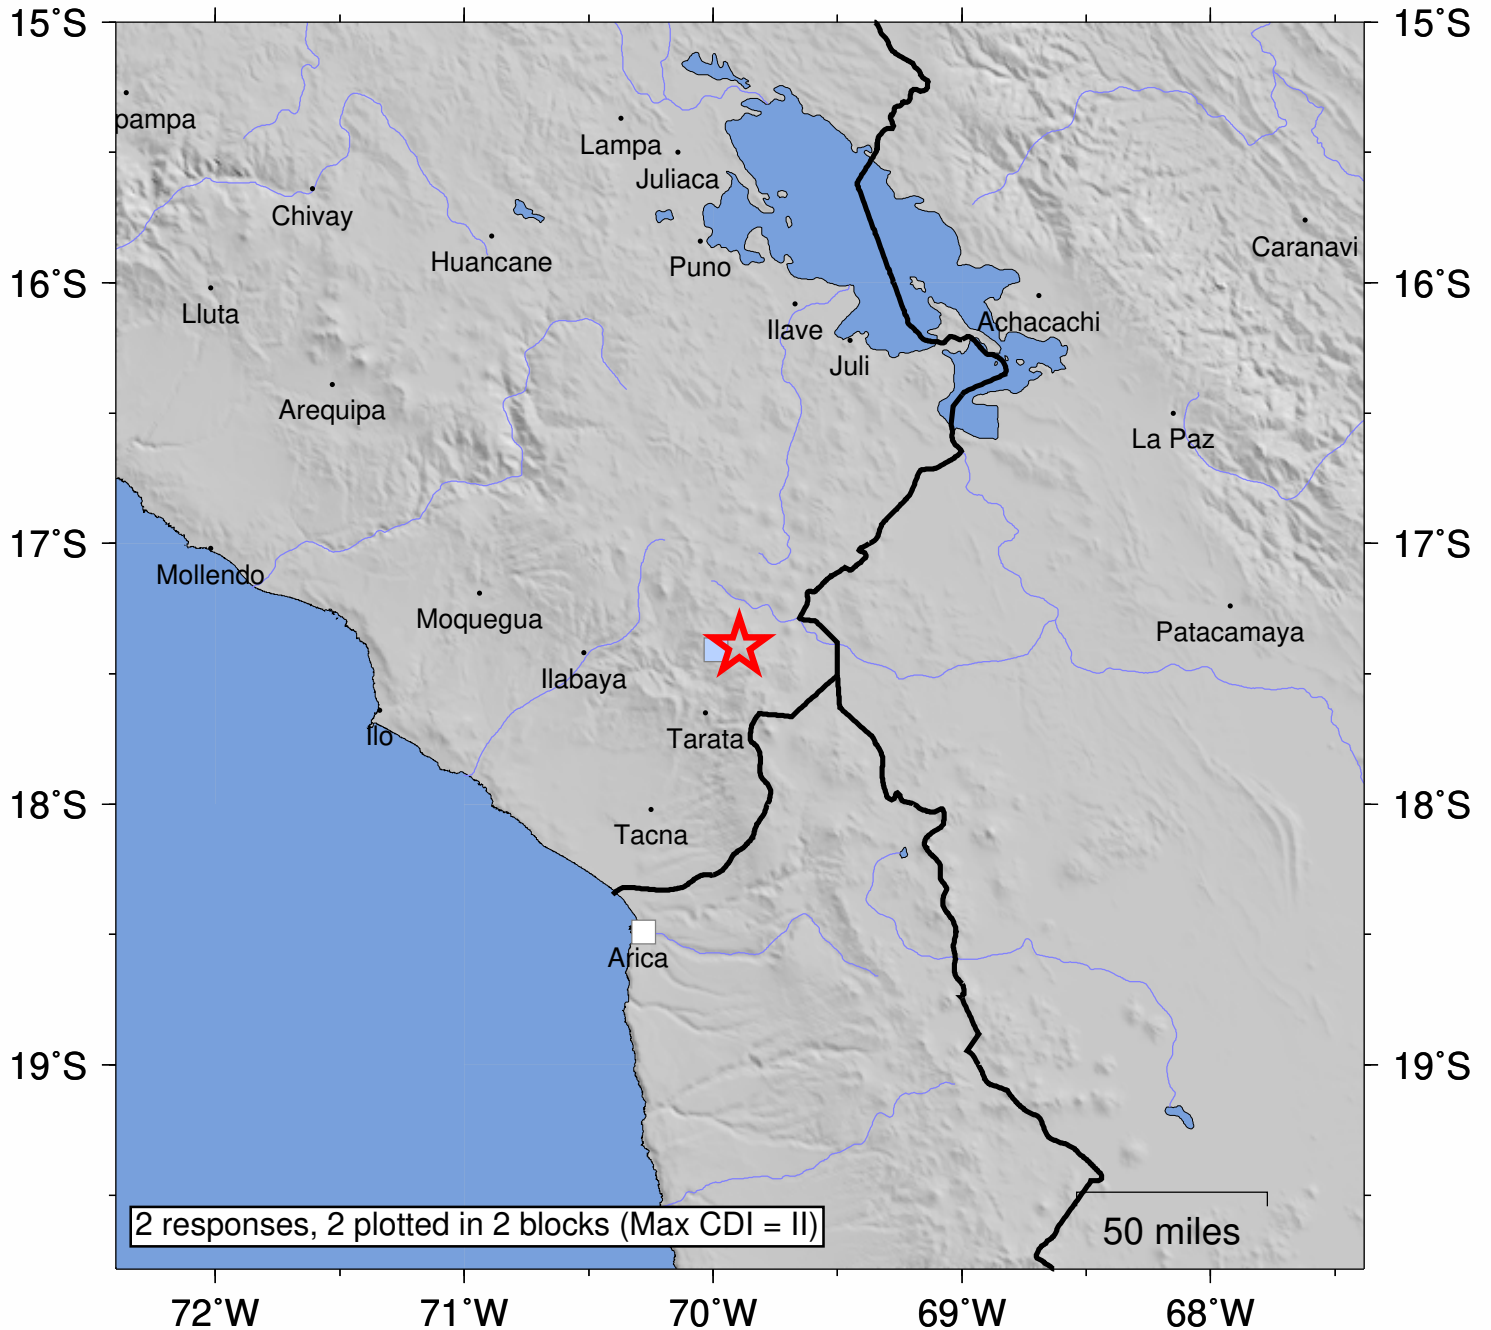 15°S
15°S
pampa
Lampa
Juliaca
Chivay
Caranavi
Huancane
Puno
16°S
16°S
Lluta
Achacachi
Ilave
Juli
Arequipa
La Paz
17°S
17°S
Mollendo
Moquegua
Patacamaya
Ilabaya
Ilo
Tarata
18°S
18°S
Tacna
Arica
19°S
19°S
2 responses, 2 plotted in 2 blocks (Max CDI = II)
50 miles
72°W
71°W
70°W
69°W
68°W